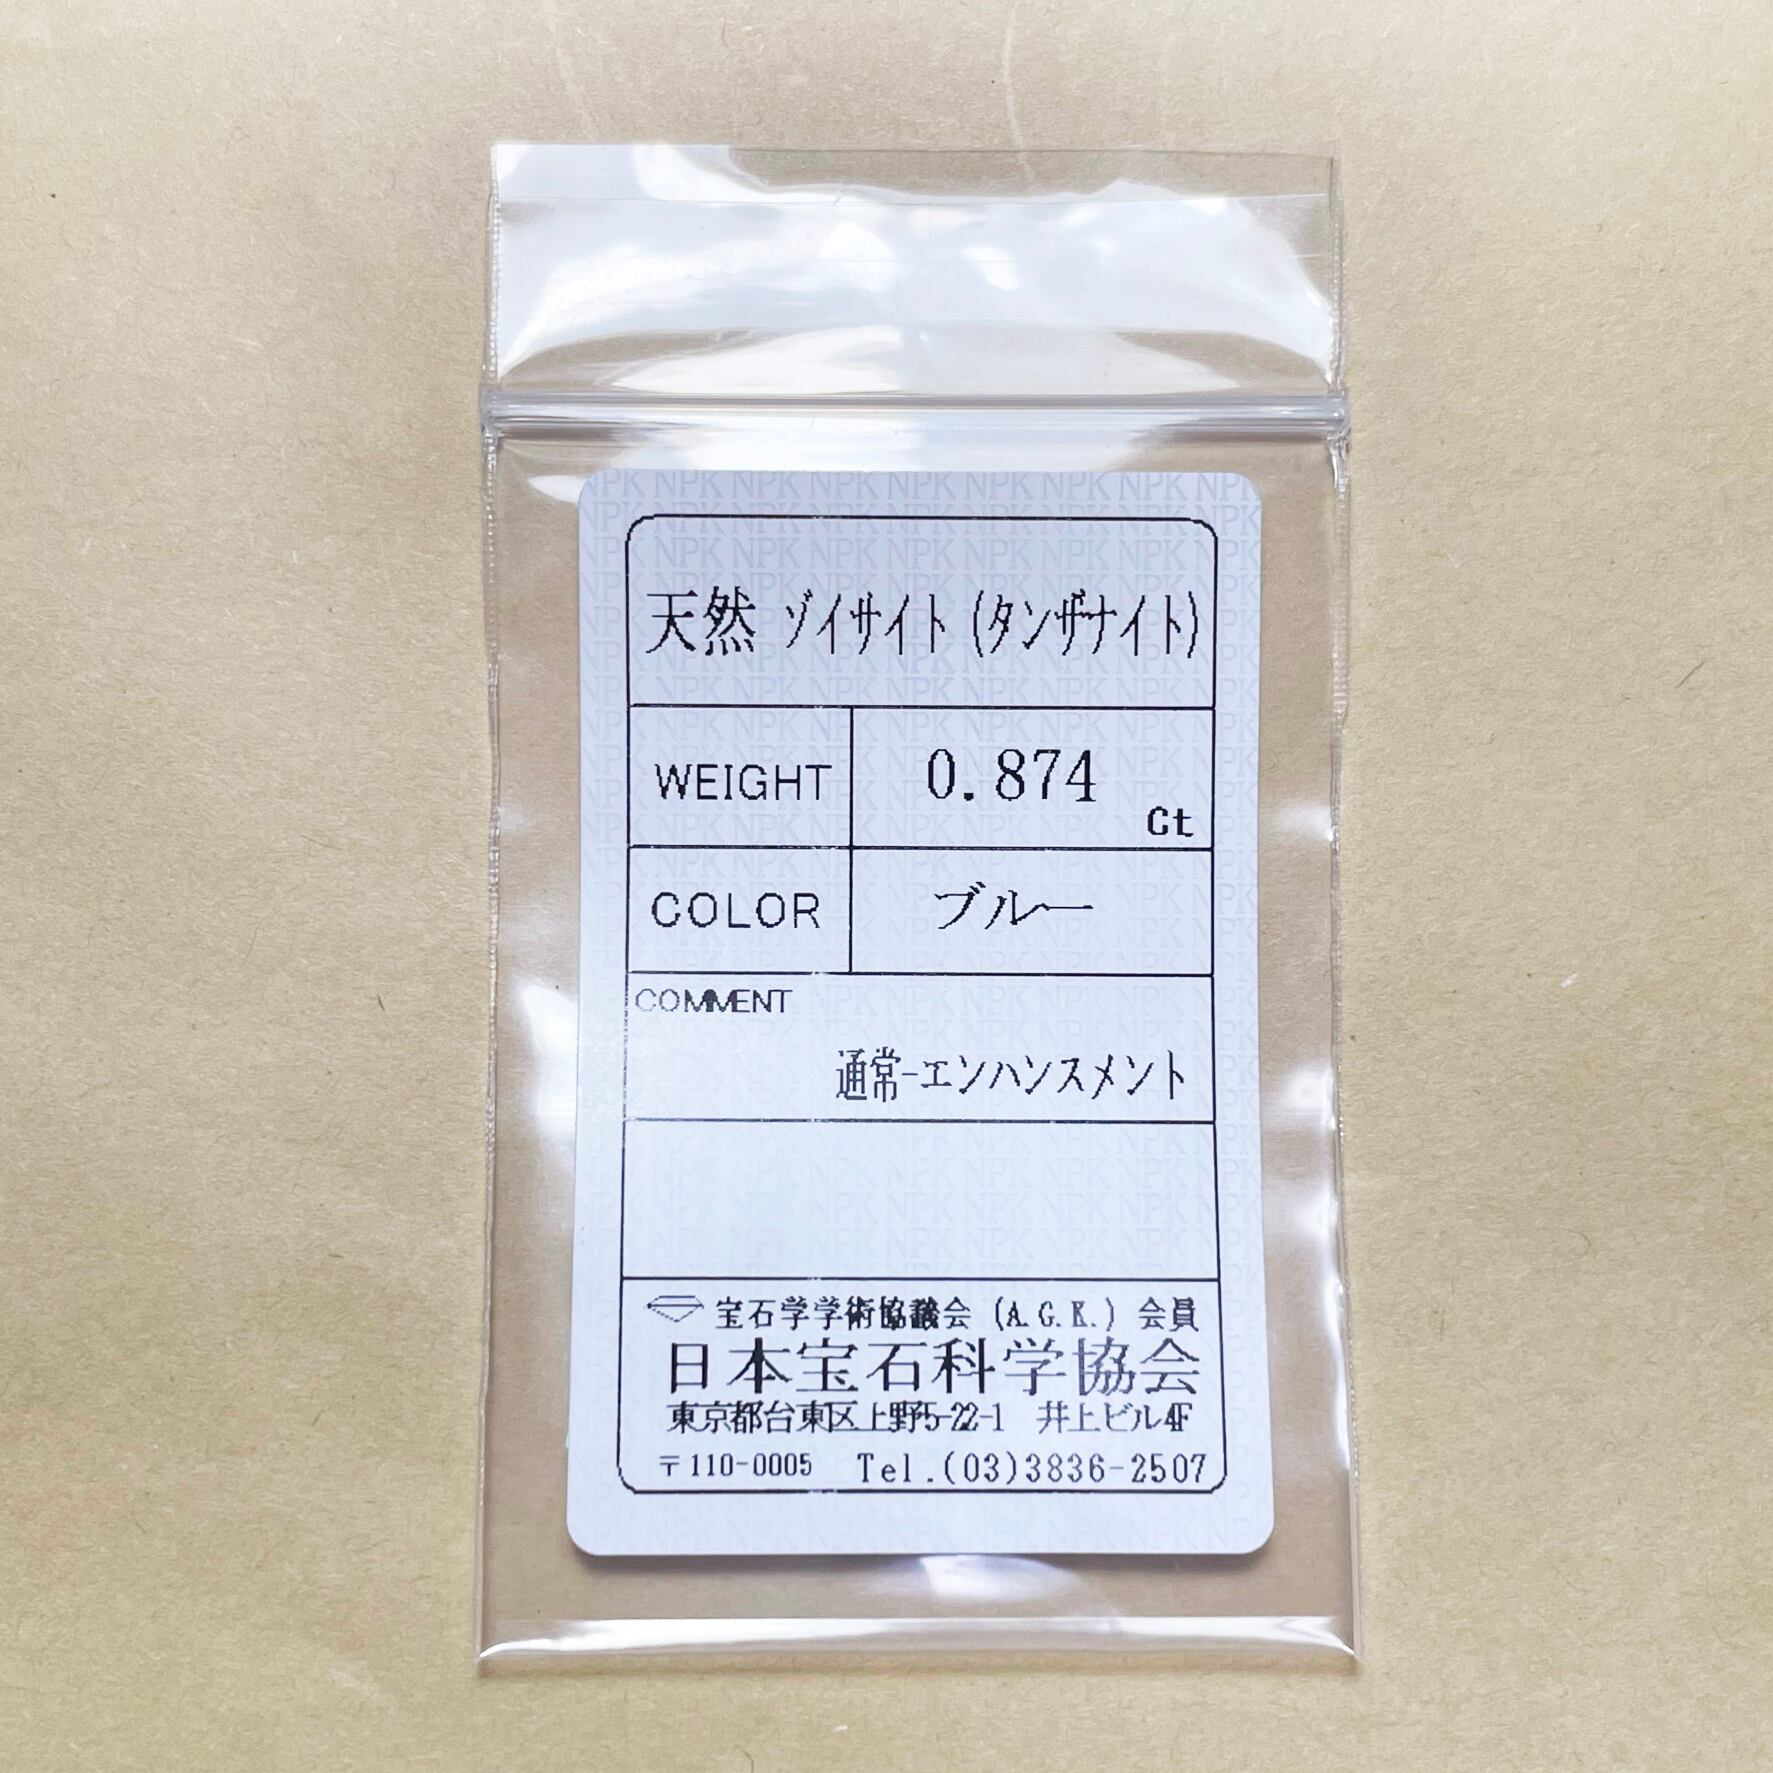 天然 ゾイサイト (タンザナイト)
WEIGHT 0.874 Ct
COLOR ブルー
COMMENT
通常-エンハンスメント
宝石学学術協議会 (A.G.K.) 会員
日本宝石科学協会
東京都台東区上野5-22-1 井上ビル4F
〒110-0005 Tel.(03)3836-2507